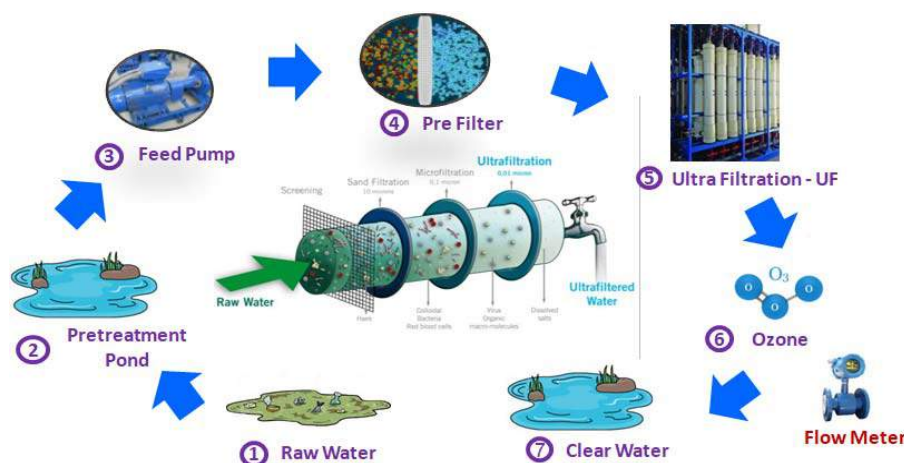 ④ Pre Filter
③ Feed Pump
⑤ Ultra Filtration - UF
Ultrafiltration
0.01 micron
Microfiltration
0.1 micron
Sand Filtration
10 microns
Screening
Raw Water
Ultrafiltered
Water
Colloidal
Bacteria
Red blood cells
Virus
Organic
macro-molecules
Dissolved
salts
② Pretreatment
Pond
O₃
O
O
O
⑥ Ozone
① Raw Water
⑦ Clear Water
Flow Meter